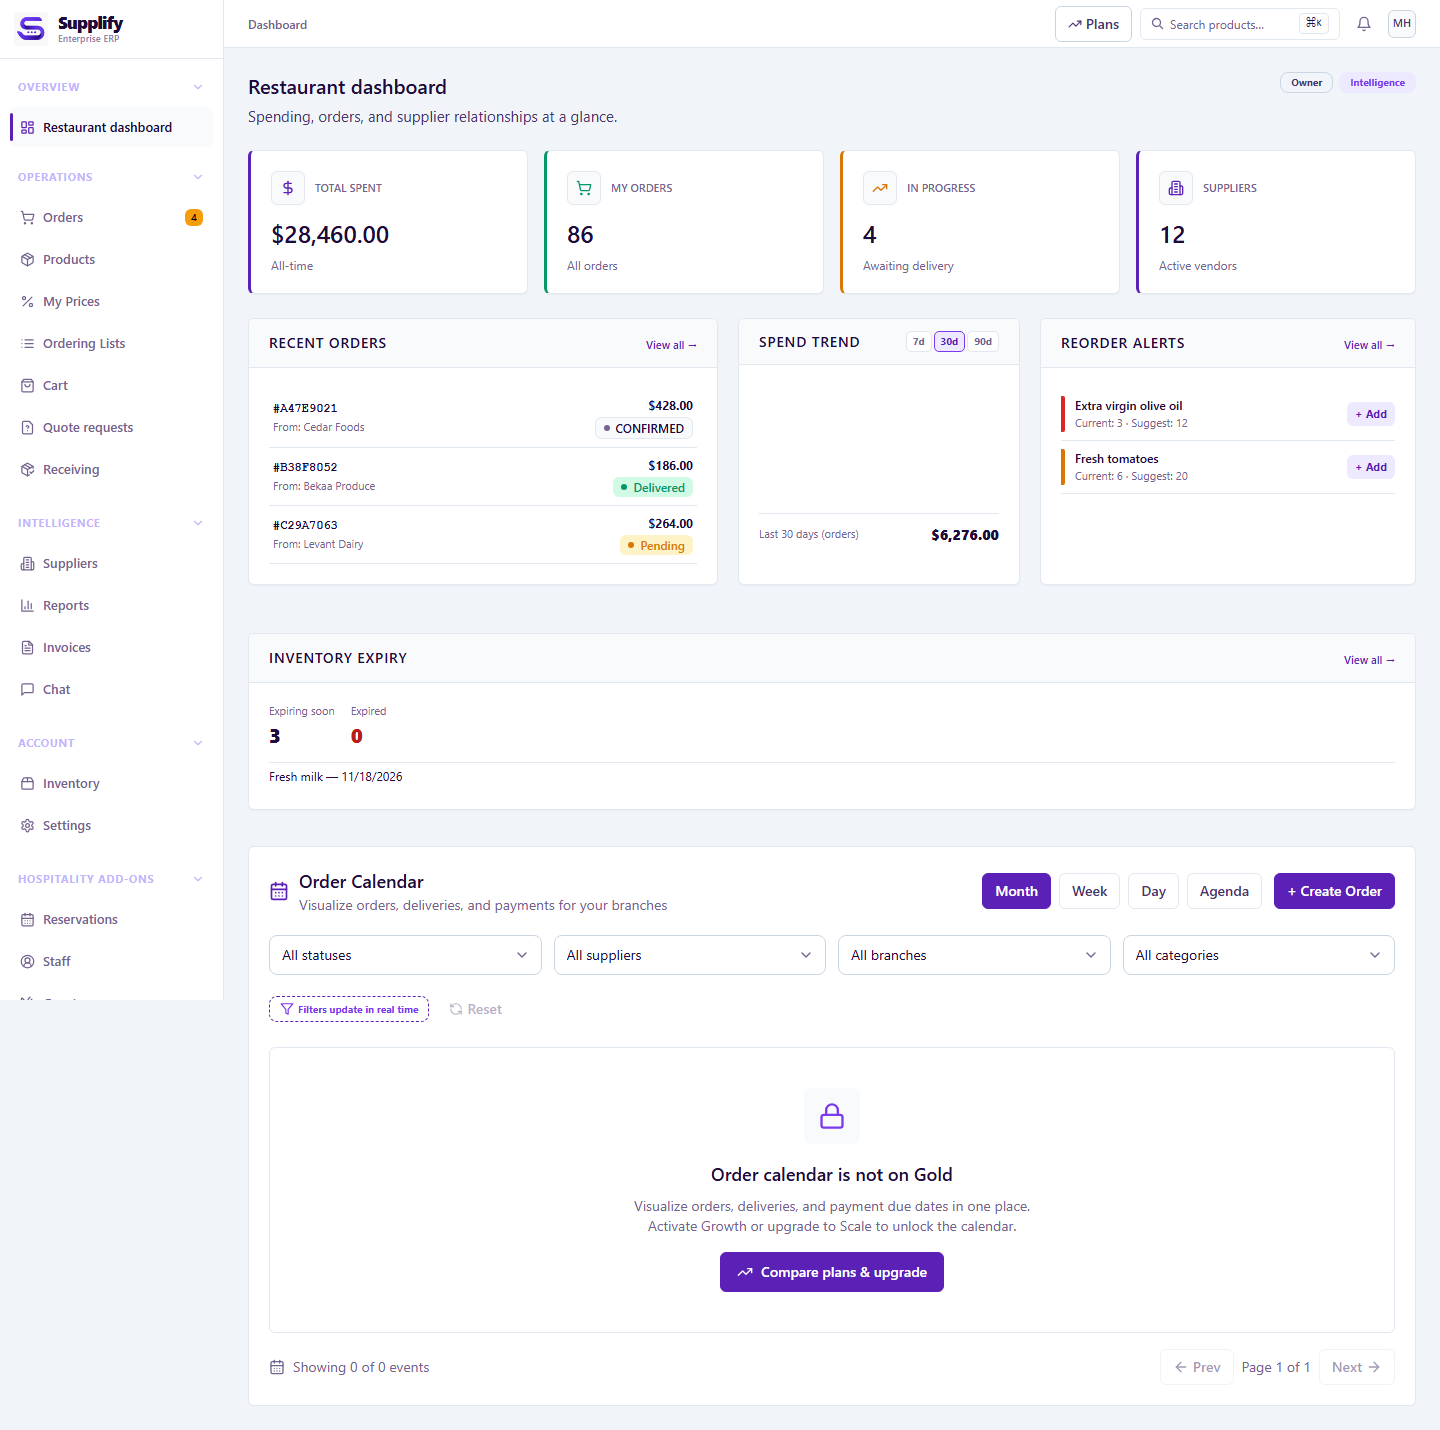 Supplify
Enterprise ERP
OVERVIEW
Restaurant dashboard
OPERATIONS
Orders 4
Products
My Prices
Ordering Lists
Cart
Quote requests
Receiving
INTELLIGENCE
Suppliers
Reports
Invoices
Chat
ACCOUNT
Inventory
Settings
HOSPITALITY ADD-ONS
Reservations
Staff
Dashboard
Plans
Search products... ⌘K
MH
Restaurant dashboard
Spending, orders, and supplier relationships at a glance.
Owner
Intelligence
TOTAL SPENT
$28,460.00
All-time
MY ORDERS
86
All orders
IN PROGRESS
4
Awaiting delivery
SUPPLIERS
12
Active vendors
RECENT ORDERS
View all →
#A47E9021 $428.00
From: Cedar Foods CONFIRMED
#B38F8052 $186.00
From: Bekaa Produce Delivered
#C29A7063 $264.00
From: Levant Dairy Pending
SPEND TREND
7d 30d 90d
Last 30 days (orders) $6,276.00
REORDER ALERTS
View all →
Extra virgin olive oil
Current: 3 · Suggest: 12
+ Add
Fresh tomatoes
Current: 6 · Suggest: 20
+ Add
INVENTORY EXPIRY
View all →
Expiring soon Expired
3 0
Fresh milk — 11/18/2026
Order Calendar
Visualize orders, deliveries, and payments for your branches
Month Week Day Agenda + Create Order
All statuses All suppliers All branches All categories
Filters update in real time Reset
Order calendar is not on Gold
Visualize orders, deliveries, and payment due dates in one place.
Activate Growth or upgrade to Scale to unlock the calendar.
Compare plans & upgrade
Showing 0 of 0 events
← Prev Page 1 of 1 Next →